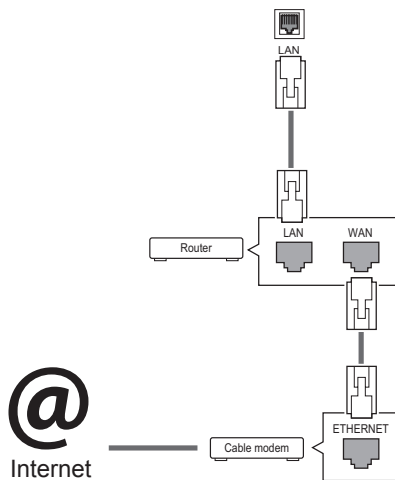 LAN
LAN WAN
Router
ETHERNET
@
Cable modem
Internet